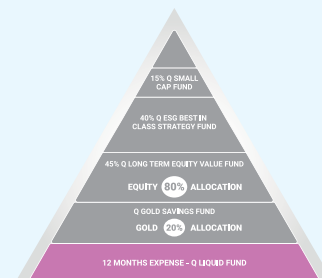 15% Q SMALL
CAP FUND
40% Q ESG BEST IN
CLASS STRATEGY FUND
45% Q LONG TERM EQUITY VALUE FUND
EQUITY 80% ALLOCATION
Q GOLD SAVINGS FUND
GOLD 20% ALLOCATION
12 MONTHS EXPENSE - Q LIQUID FUND